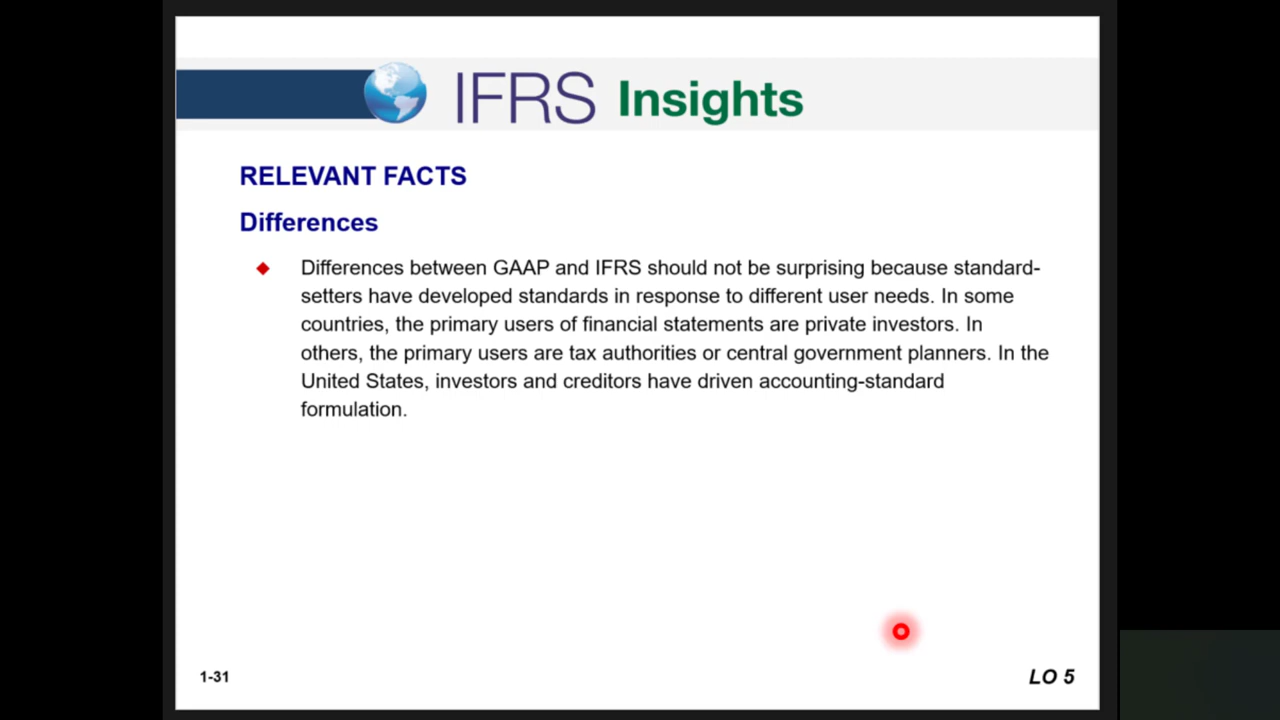 IFRS Insights
RELEVANT FACTS
Differences
Differences between GAAP and IFRS should not be surprising because standard-
setters have developed standards in response to different user needs. In some
countries, the primary users of financial statements are private investors. In
others, the primary users are tax authorities or central government planners. In the
United States, investors and creditors have driven accounting-standard
formulation.
1-31
LO 5